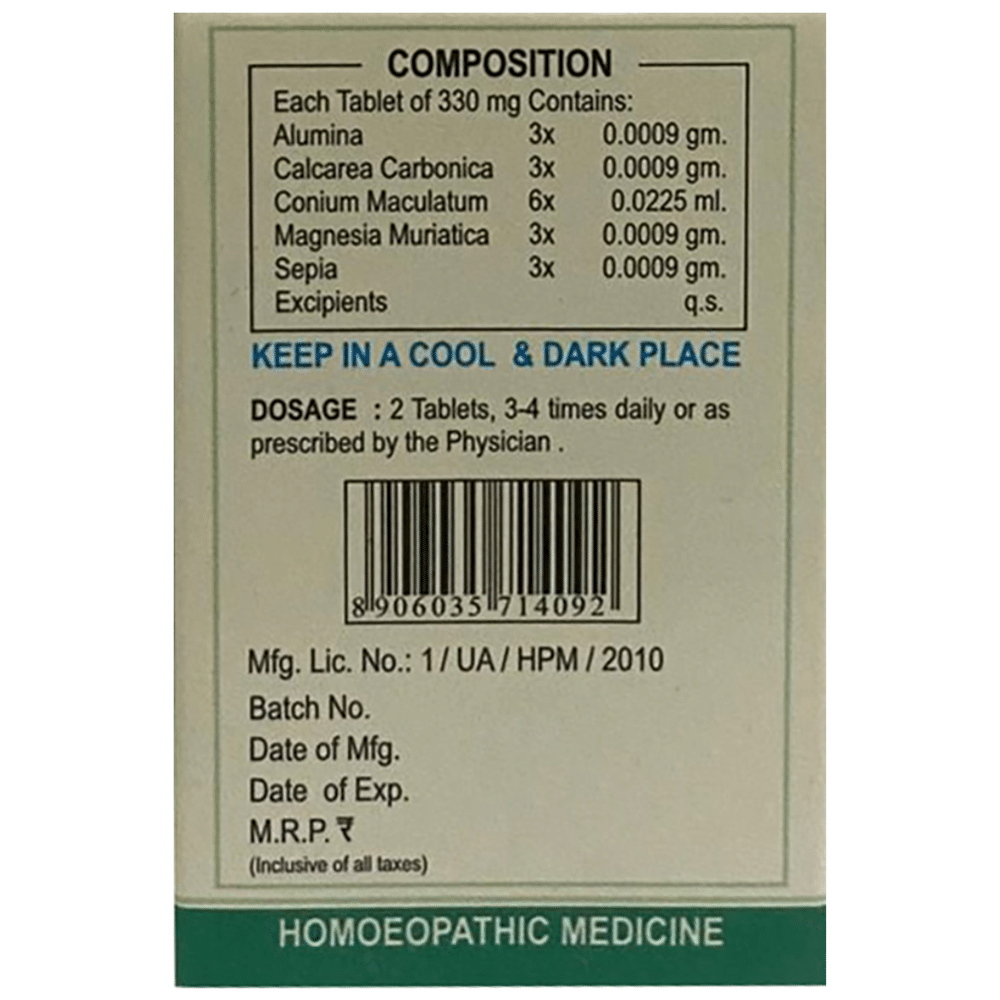 COMPOSITION
Each Tablet of 330 mg Contains:
Alumina 3x 0.0009 gm.
Calcarea Carbonica 3x 0.0009 gm.
Conium Maculatum 6x 0.0225 ml.
Magnesia Muriatica 3x 0.0009 gm.
Sepia 3x 0.0009 gm.
Excipients q.s.
KEEP IN A COOL & DARK PLACE
DOSAGE : 2 Tablets, 3-4 times daily or as
prescribed by the Physician .
8 906035 714092
Mfg. Lic. No.: 1 / UA / HPM / 2010
Batch No.
Date of Mfg.
Date of Exp.
M.R.P. ₹
(Inclusive of all taxes)
HOMOEOPATHIC MEDICINE